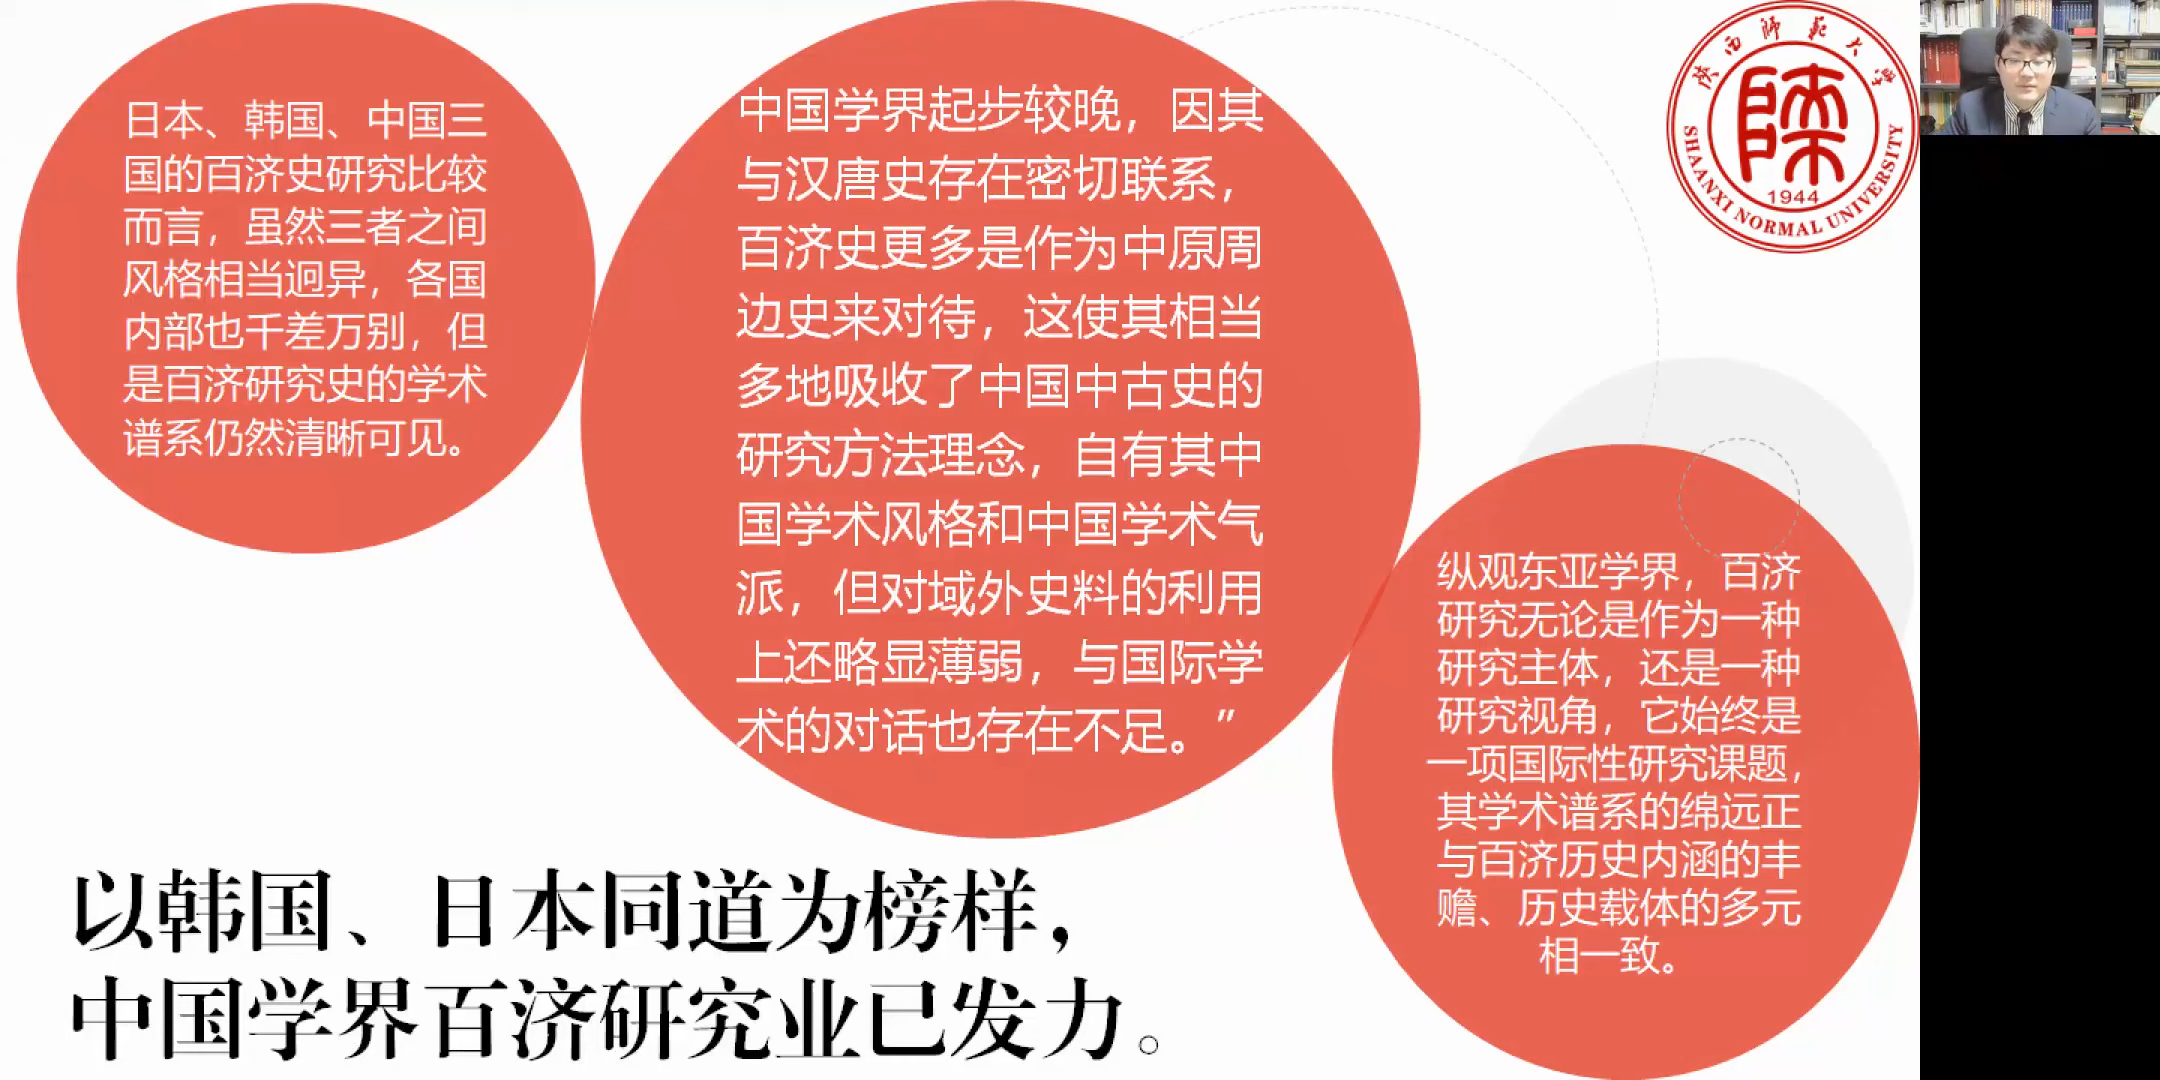 日本、韩国、中国三
国的百济史研究比较
而言，虽然三者之间
风格相当迥异，各国
内部也千差万别，但
是百济研究史的学术
谱系仍然清晰可见。
中国学界起步较晚，因其
与汉唐史存在密切联系，
百济史更多是作为中原周
边史来对待，这使其相当
多地吸收了中国中古史的
研究方法理念，自有其中
国学术风格和中国学术气
派，但对域外史料的利用
上还略显薄弱，与国际学
术的对话也存在不足。”
纵观东亚学界，百济
研究无论是作为一种
研究主体，还是一种
研究视角，它始终是
一项国际性研究课题，
其学术谱系的绵远正
与百济历史内涵的丰
赡、历史载体的多元
相一致。
以韩国、日本同道为榜样，
中国学界百济研究业已发力。
陕西师范大学
陕
1944
SHAANXI NORMAL UNIVERSITY